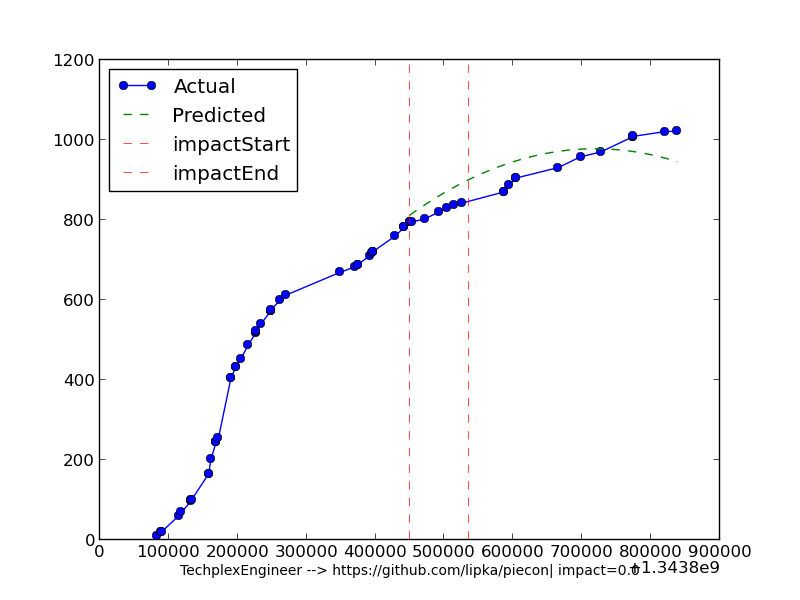 1200
1000
800
600
400
200
0
Actual
Predicted
impactStart
impactEnd
0 100000 200000 300000 400000 500000 600000 700000 800000 900000
+1.3438e9
TechplexEngineer --> https://github.com/lipka/piecon| impact=0.0